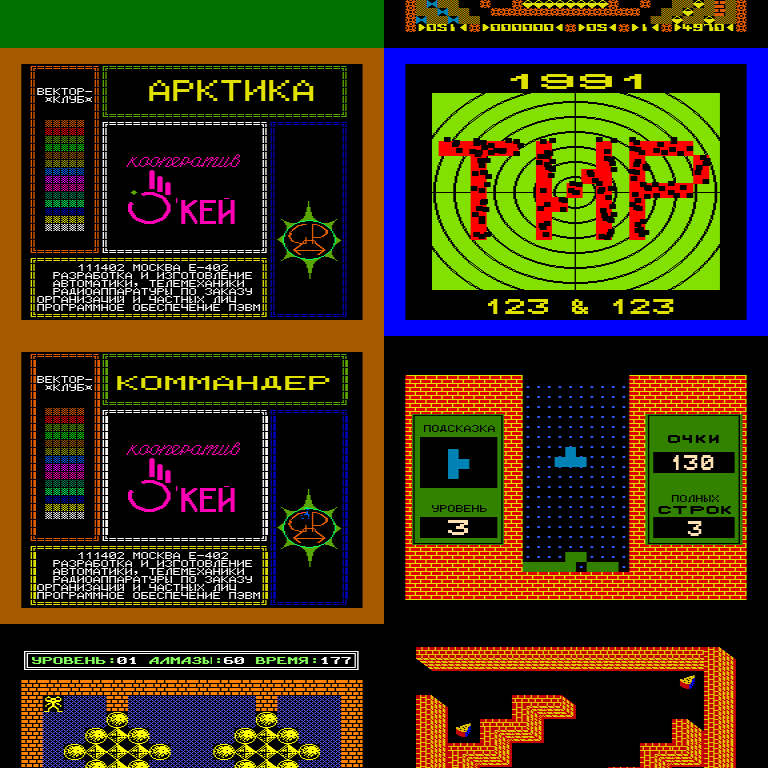 051 000000 05 1 4970
ВЕКТОР-
¤КЛУБ¤
АРКТИКА
кооператив
О'КЕЙ
111402 МОСКВА Е-402
РАЗРАБОТКА И ИЗГОТОВЛЕНИЕ
АВТОМАТИКИ, ТЕЛЕМЕХАНИКИ
РАДИОАППАРАТУРЫ ПО ЗАКАЗУ
ОРГАНИЗАЦИЙ И ЧАСТНЫХ ЛИЦ
ПРОГРАММНОЕ ОБЕСПЕЧЕНИЕ ПЭВМ
1991
ТИР
123 & 123
ВЕКТОР-
¤КЛУБ¤
КОММАНДЕР
кооператив
О'КЕЙ
111402 МОСКВА Е-402
РАЗРАБОТКА И ИЗГОТОВЛЕНИЕ
АВТОМАТИКИ, ТЕЛЕМЕХАНИКИ
РАДИОАППАРАТУРЫ ПО ЗАКАЗУ
ОРГАНИЗАЦИЙ И ЧАСТНЫХ ЛИЦ
ПРОГРАММНОЕ ОБЕСПЕЧЕНИЕ ПЭВМ
ПОДСКАЗКА
УРОВЕНЬ
3
ОЧКИ
130
ПОЛНЫХ
СТРОК
3
УРОВЕНЬ:01 АЛМАЗЫ:60 ВРЕМЯ:177